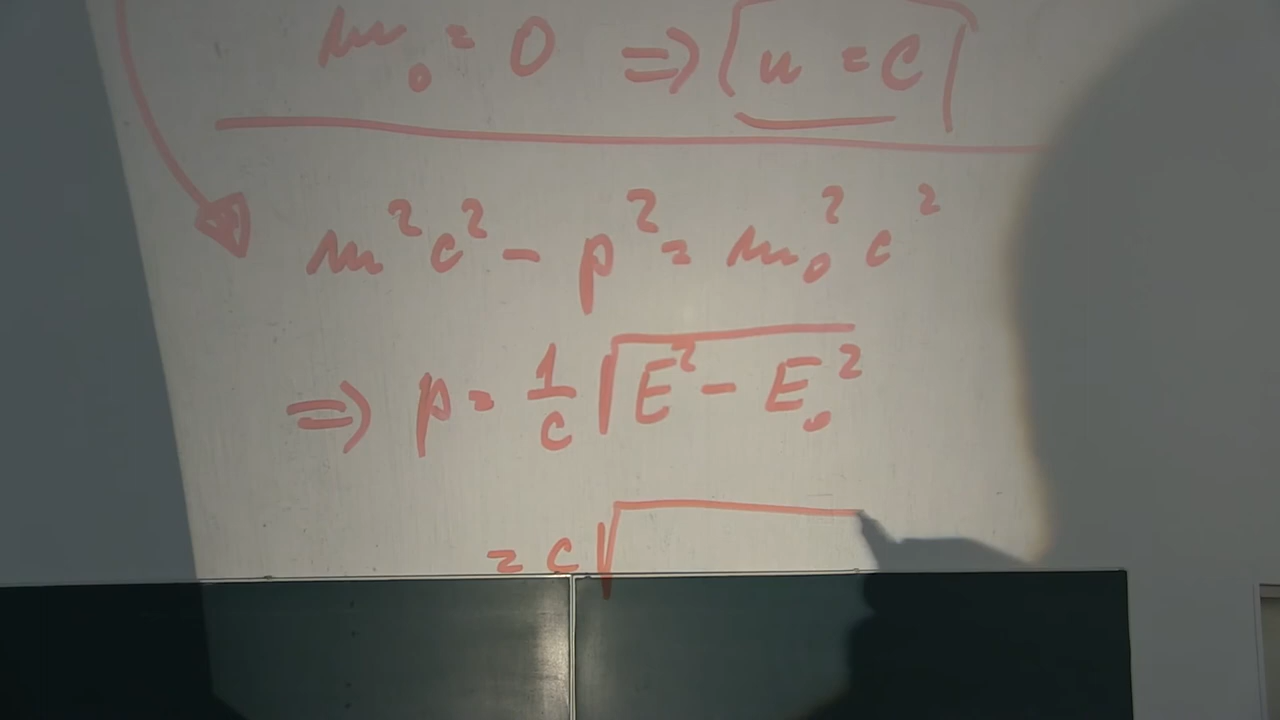 m₀ = 0 ⇒ u = c
m²c² - p² = m₀²c²
⇒ p = 1/c √(E² - E₀²)
= c√